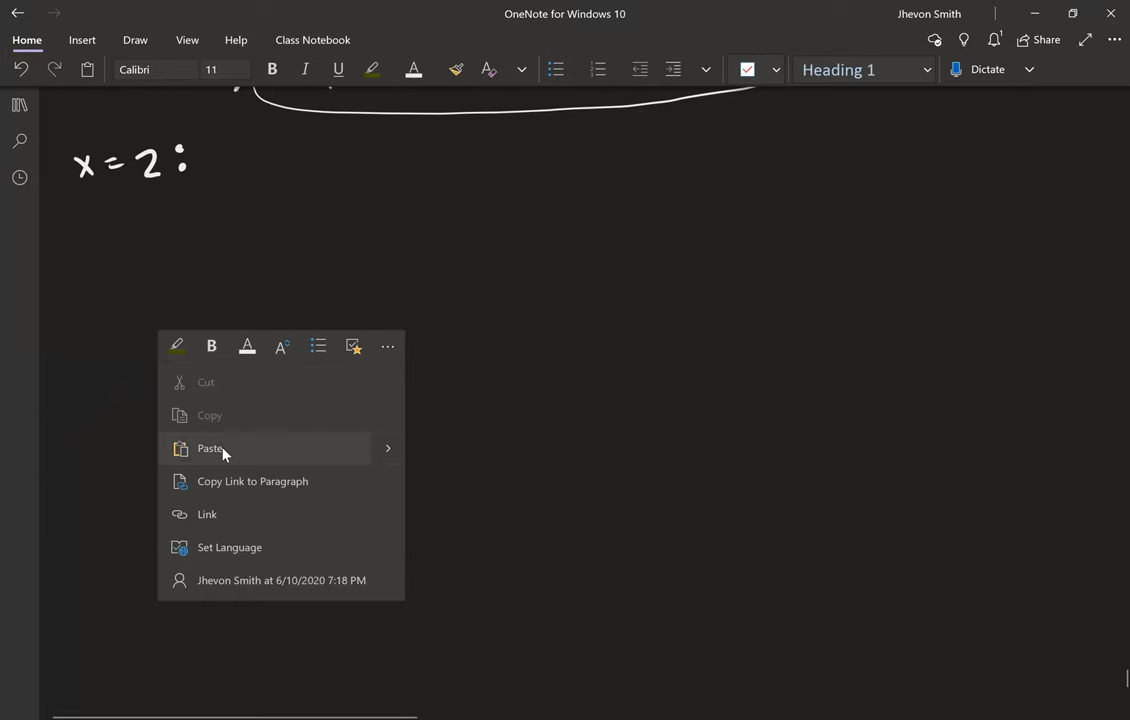 OneNote for Windows 10
Jhevon Smith
Home Insert Draw View Help Class Notebook
1
Share
Calibri 11 B I U A A Heading 1 Dictate
x = 2 :
B A A
Cut
Copy
Paste
Copy Link to Paragraph
Link
Set Language
Jhevon Smith at 6/10/2020 7:18 PM